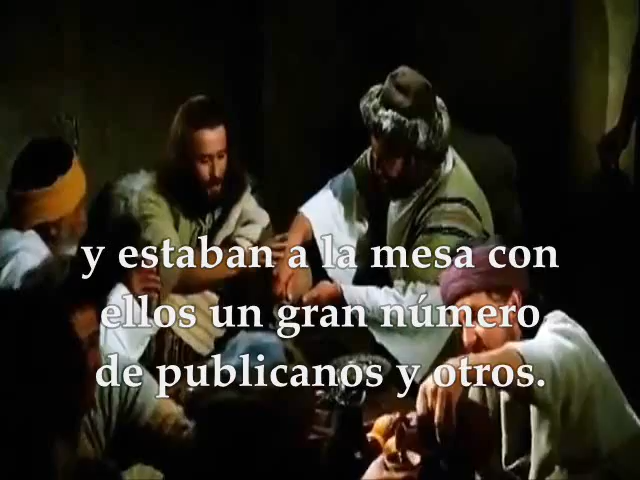 y estaban a la mesa con
ellos un gran número
de publicanos y otros.